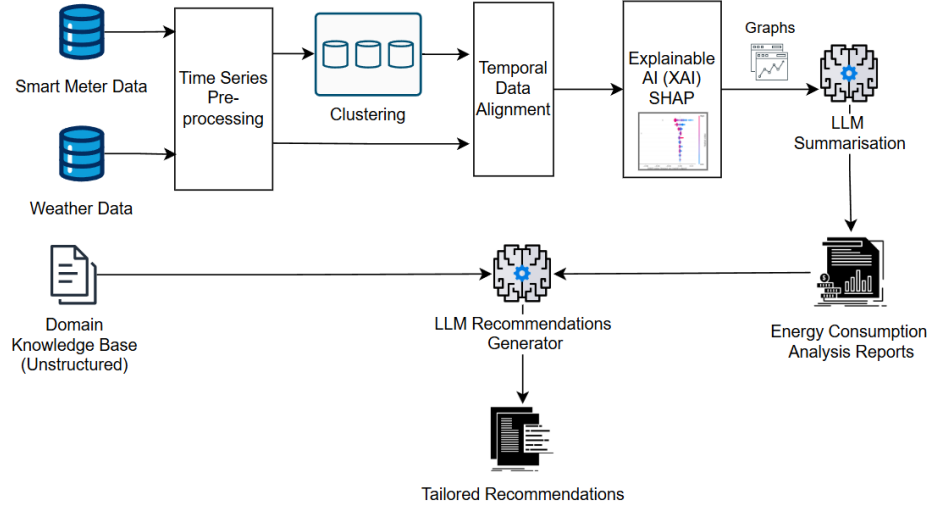 Smart Meter Data
Weather Data
Time Series
Pre-
processing
Clustering
Temporal
Data
Alignment
Explainable
AI (XAI)
SHAP
Graphs
LLM
Summarisation
Domain
Knowledge Base
(Unstructured)
LLM Recommendations
Generator
$
Energy Consumption
Analysis Reports
Tailored Recommendations